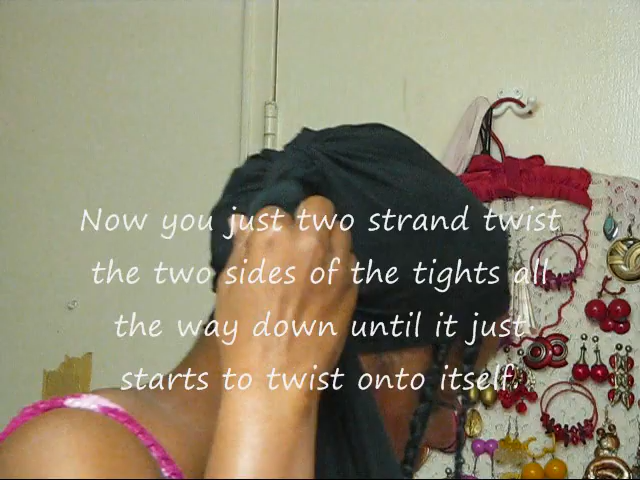 Now you just two strand twist
the two sides of the tights all
the way down until it just
starts to twist onto itself.